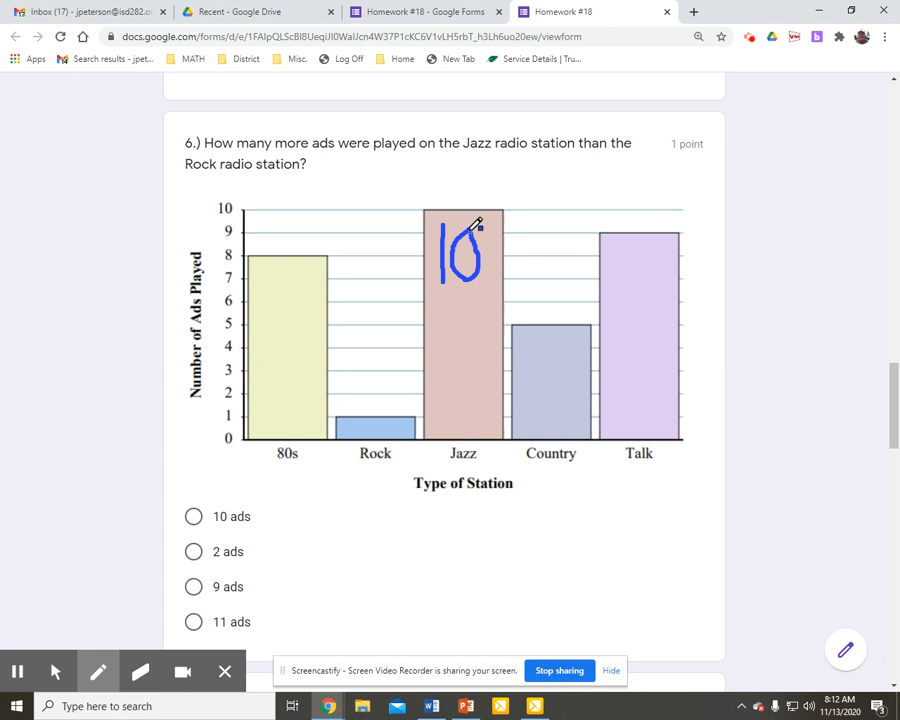 Inbox (17) - jpeterson@isd282.o
Recent - Google Drive
Homework #18 - Google Forms
Homework #18
docs.google.com/forms/d/e/1FAIpQLScBl8UeqiJI0WaIJcn4W37P1cKC6V1vLH5rbT_h3Lh6ouo20ew/viewform
Apps
Search results - jpet...
MATH
District
Misc.
Log Off
Home
New Tab
Service Details | Tru...
6.) How many more ads were played on the Jazz radio station than the
1 point
Rock radio station?
Number of Ads Played
10
9
8
7
6
5
4
3
2
1
0
10
80s
Rock
Jazz
Country
Talk
Type of Station
10 ads
2 ads
9 ads
11 ads
Screencastify - Screen Video Recorder is sharing your screen.
Stop sharing
Hide
Type here to search
8:12 AM
11/13/2020
3